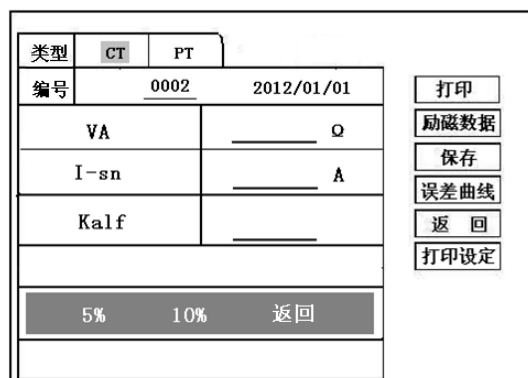 类型 CT PT
编号 0002 2012/01/01
VA Ω
I-sn A
Kalf
5% 10% 返回
打印
励磁数据
保存
误差曲线
返 回
打印设定